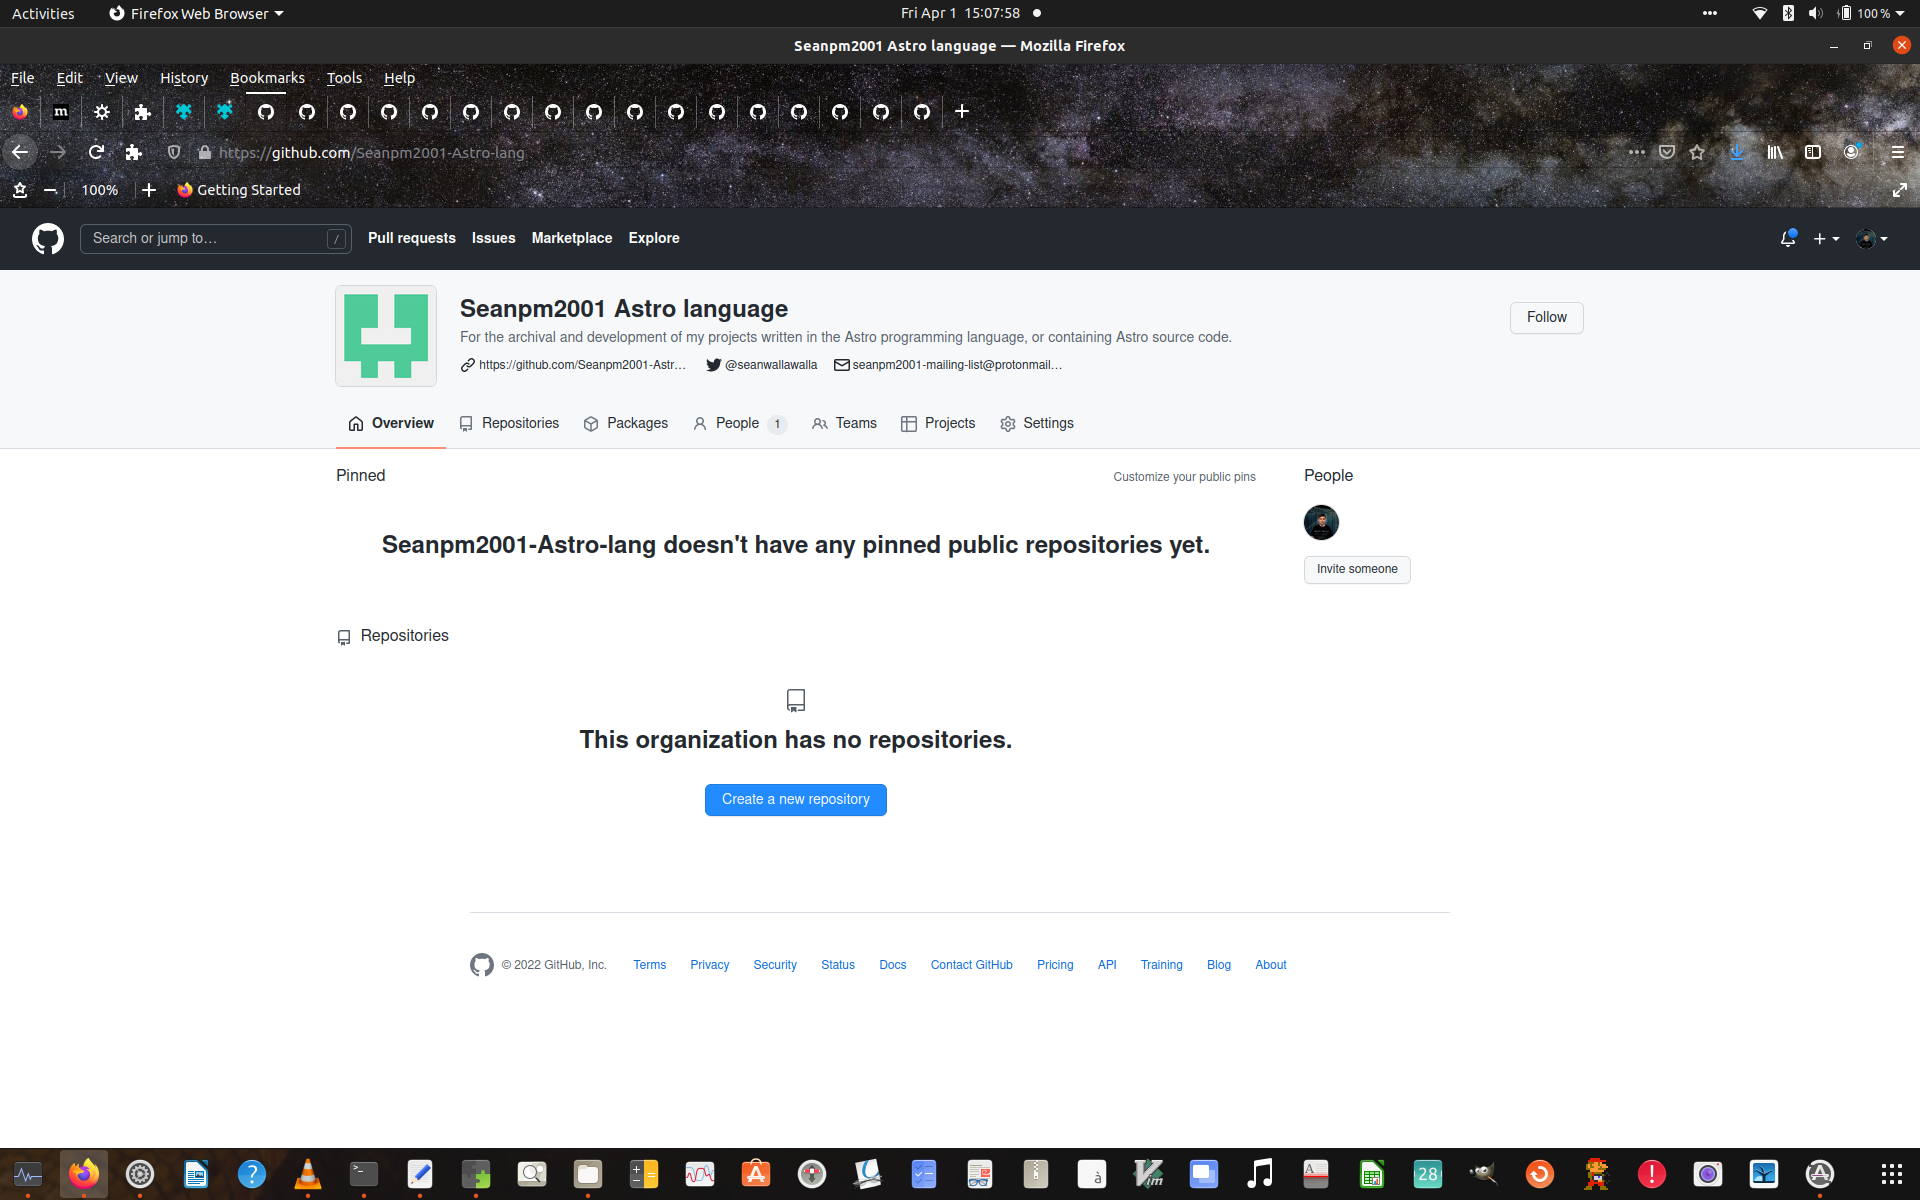 Activities Firefox Web Browser Fri Apr 1 15:07:58 100 %
Seanpm2001 Astro language — Mozilla Firefox
File Edit View History Bookmarks Tools Help
m
https://github.com/Seanpm2001-Astro-lang
100% Getting Started
Search or jump to… / Pull requests Issues Marketplace Explore
Seanpm2001 Astro language
Follow
For the archival and development of my projects written in the Astro programming language, or containing Astro source code.
https://github.com/Seanpm2001-Astr… @seanwallawalla seanpm2001-mailing-list@protonmail…
Overview Repositories Packages People 1 Teams Projects Settings
Pinned Customize your public pins People
Seanpm2001-Astro-lang doesn't have any pinned public repositories yet.
Invite someone
Repositories
This organization has no repositories.
Create a new repository
© 2022 GitHub, Inc. Terms Privacy Security Status Docs Contact GitHub Pricing API Training Blog About
28